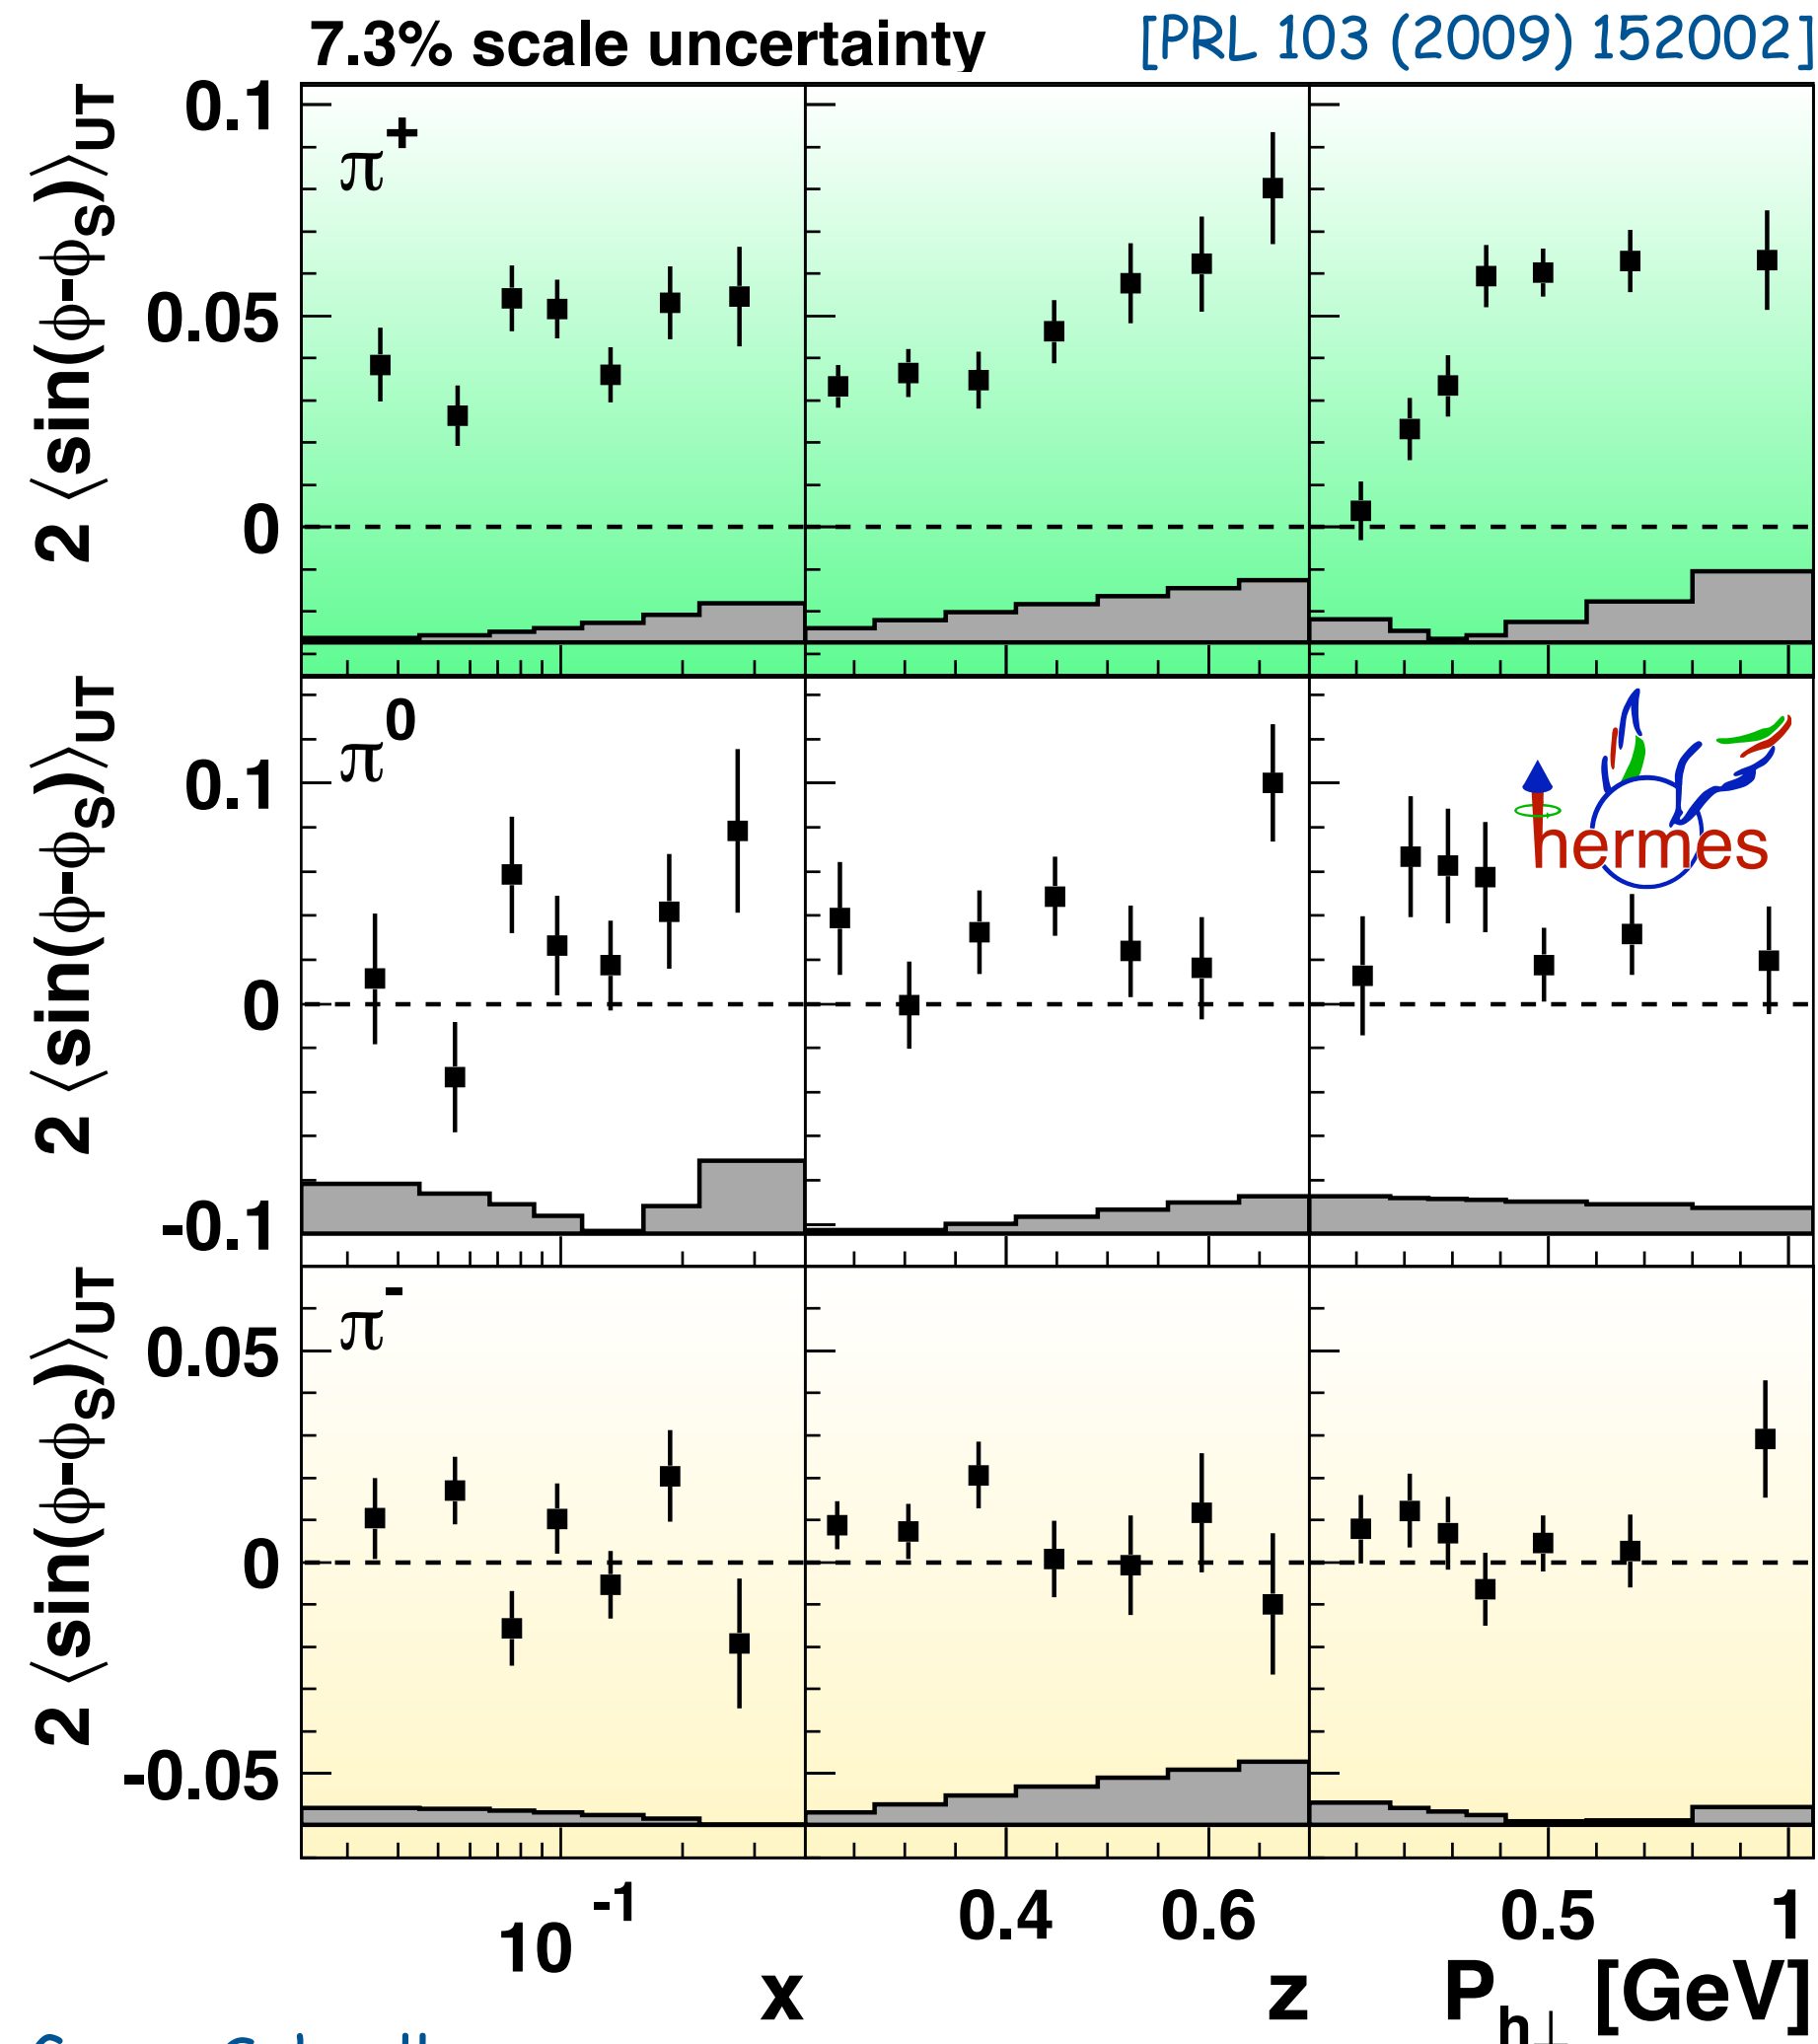 7.3% scale uncertainty [PRL 103 (2009) 152002]
2 ⟨sin(ϕ-ϕS)⟩UT
0.1
0.05
0
π+
2 ⟨sin(ϕ-ϕS)⟩UT
0.1
0
-0.1
π0
hermes
2 ⟨sin(ϕ-ϕS)⟩UT
0.05
0
-0.05
π-
10-1 0.4 0.6 0.5 1
x z Ph⊥ [GeV]